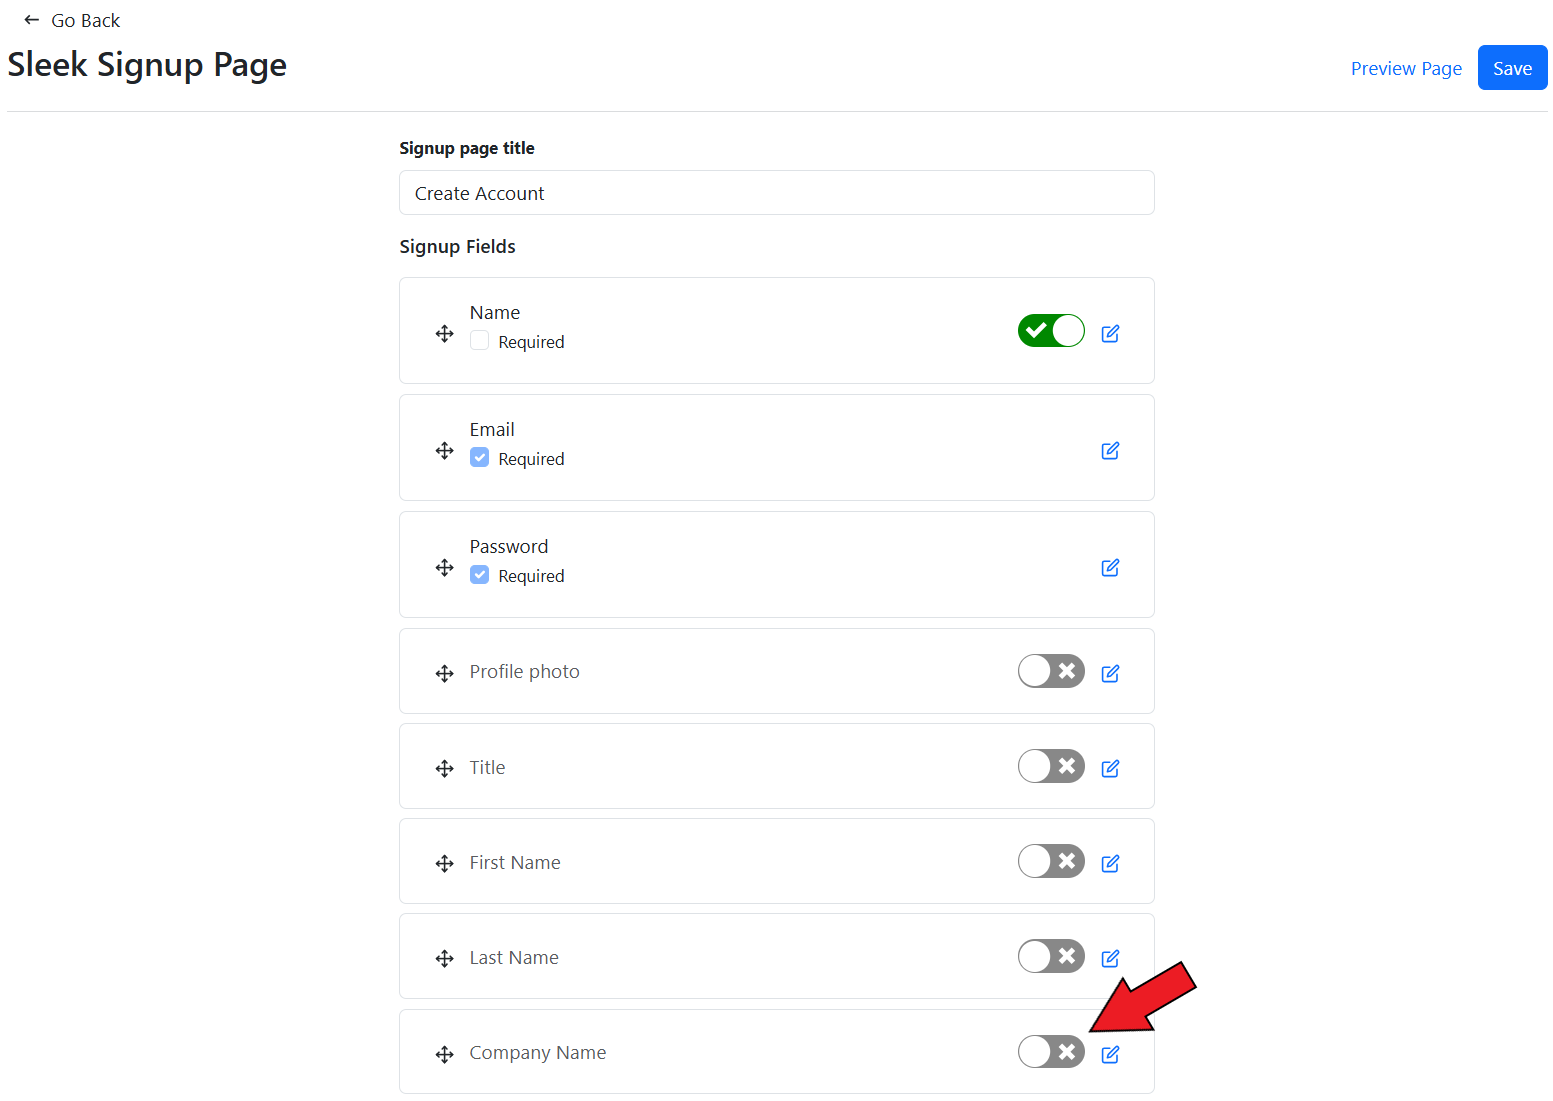 Go Back
Sleek Signup Page
Preview Page
Save
Signup page title
Create Account
Signup Fields
Name
Required
Email
Required
Password
Required
Profile photo
Title
First Name
Last Name
Company Name